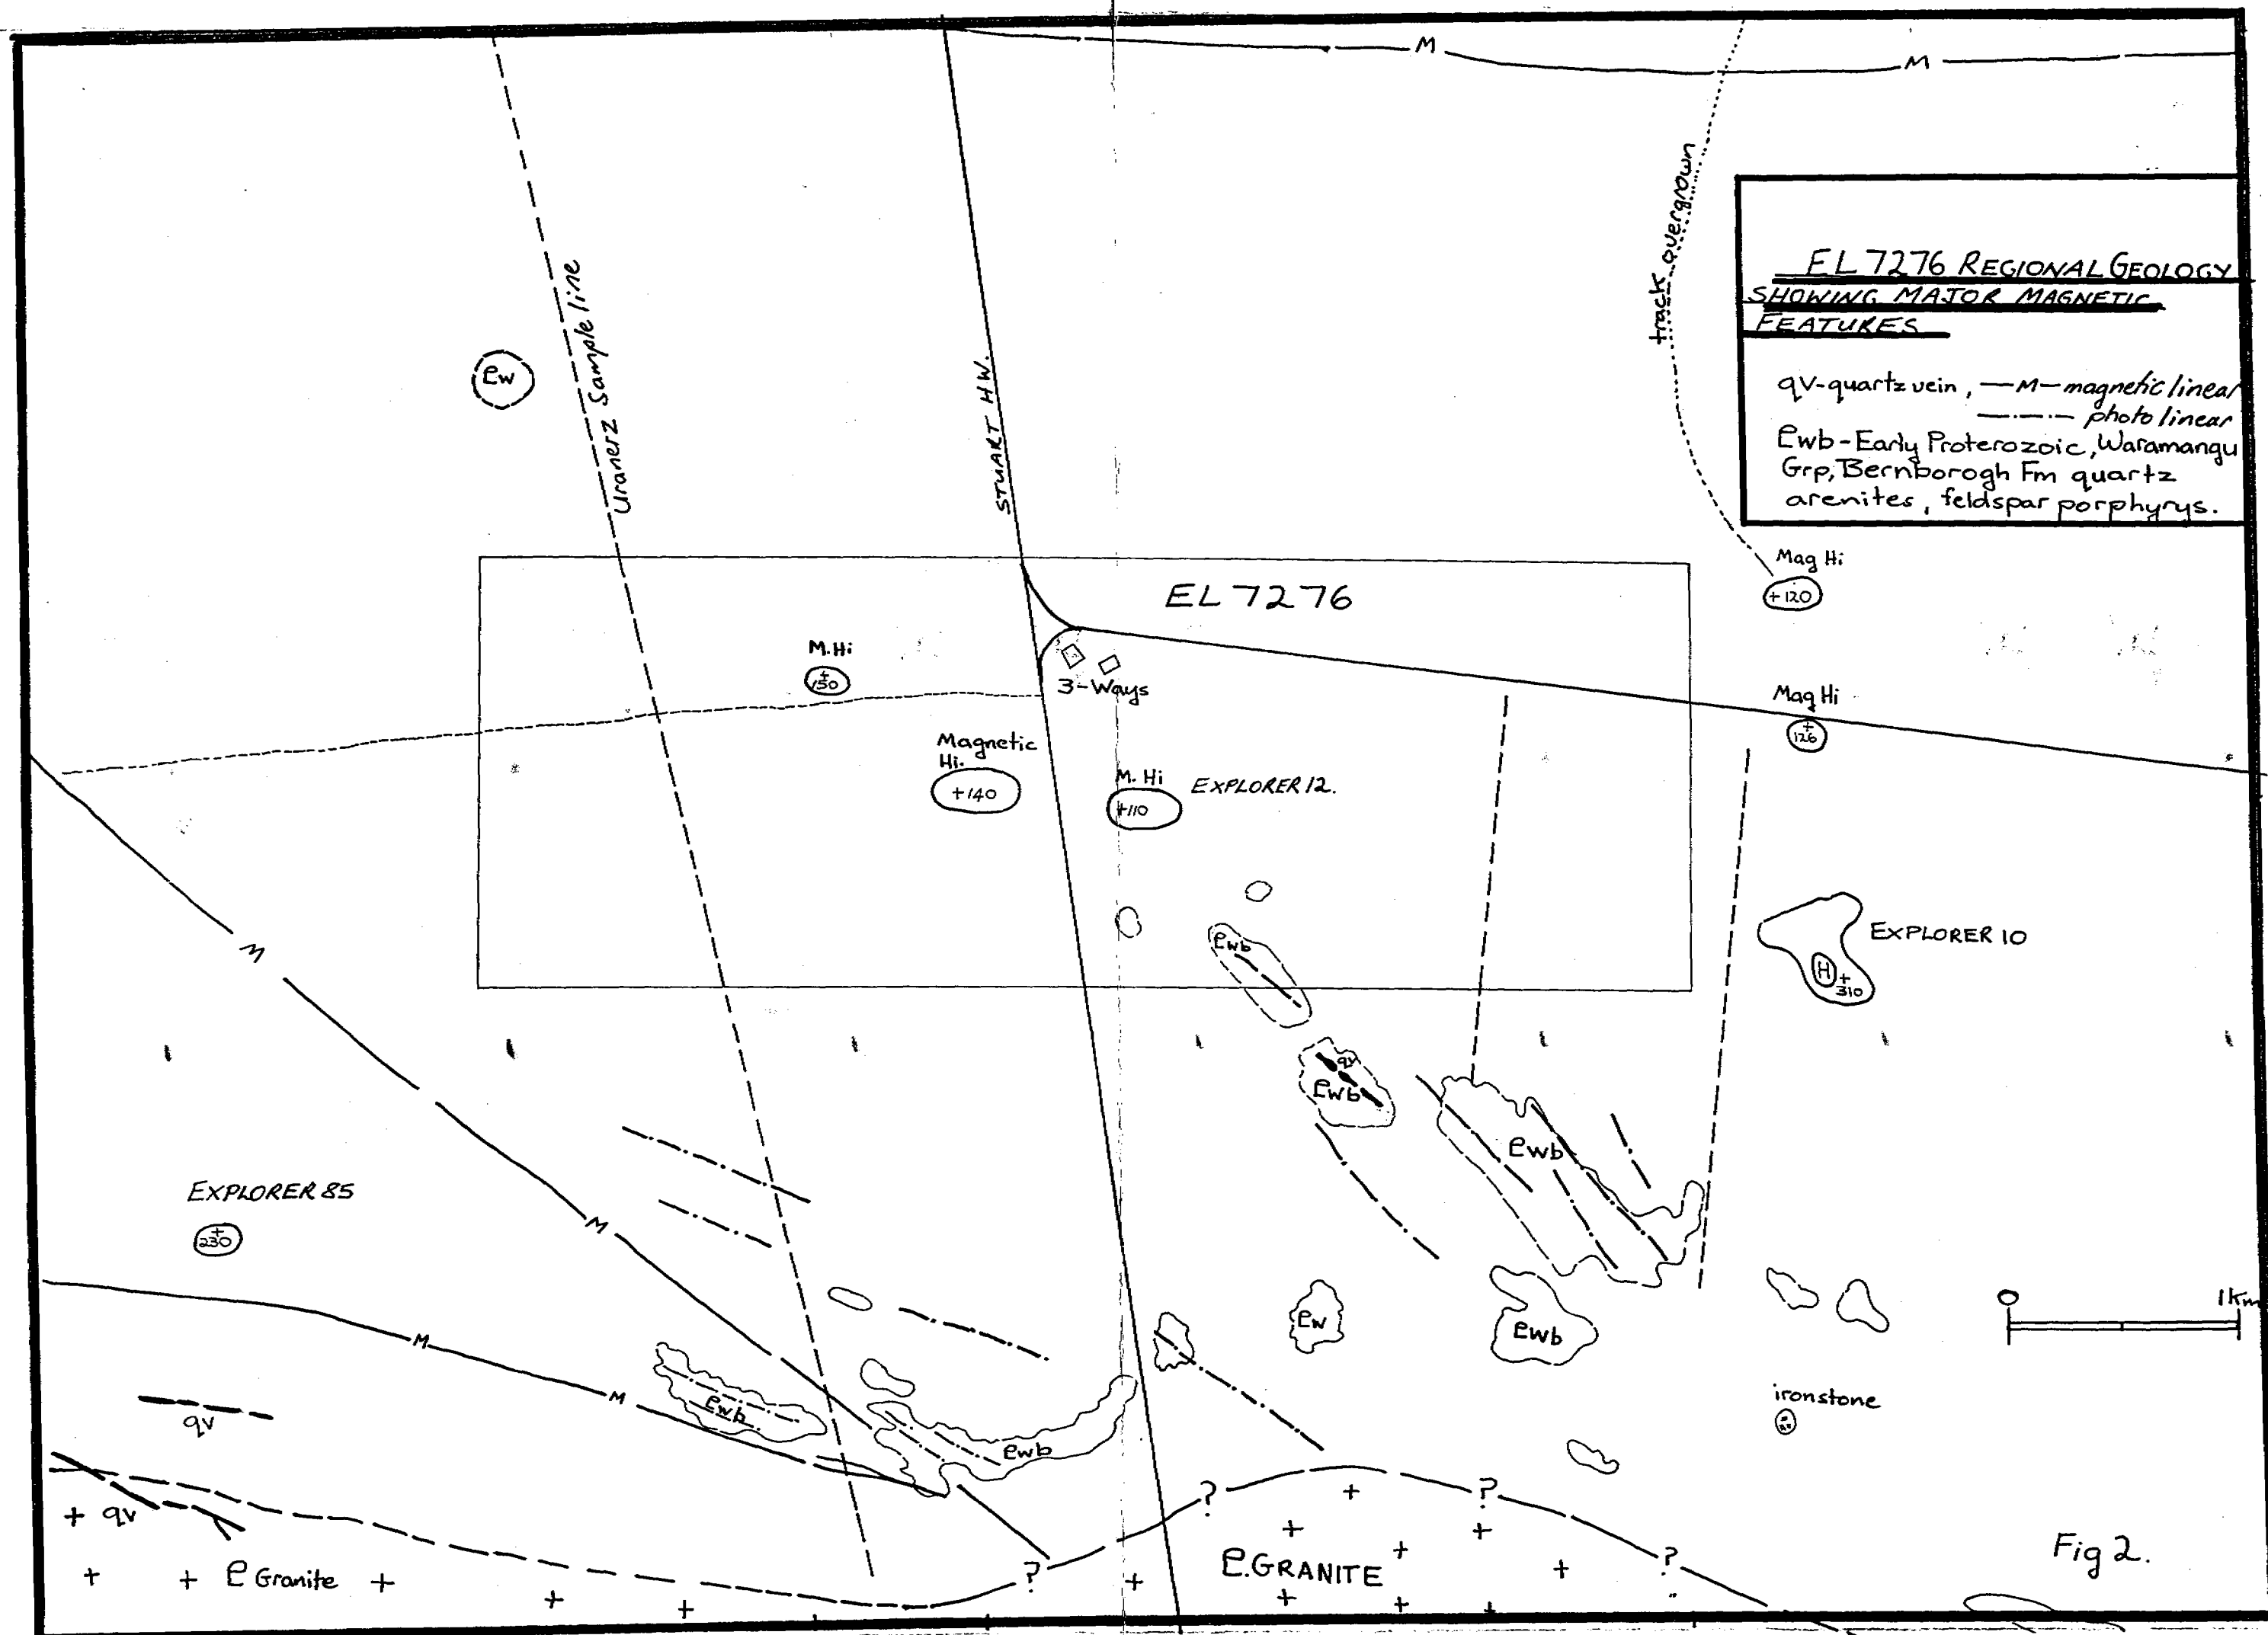 M
M
track overgrown
EL 7276 REGIONAL GEOLOGY
SHOWING MAJOR MAGNETIC
FEATURES
qv-quartz vein, —M— magnetic linear
—·—·— photo linear
Ewb-Early Proterozoic, Waramangu
Grp, Bernborogh Fm quartz
arenites, feldspar porphyrys.
Uranerz Sample line
Ew
STUART HW.
Mag Hi
+120
EL 7276
M.Hi
+
150
3-Ways
Mag Hi
+
126
Magnetic
Hi.
+140
M. Hi
+110
EXPLORER 12.
Ewb
EXPLORER 10
H
+
310
M
qv
Ewb
Ewb
EXPLORER 85
+
230
M
M
M
Ew
Ewb
0
1Km
ironstone
Ewb
Ewb
qv
qv
E Granite
?
?
?
?
E.GRANITE
Fig 2.